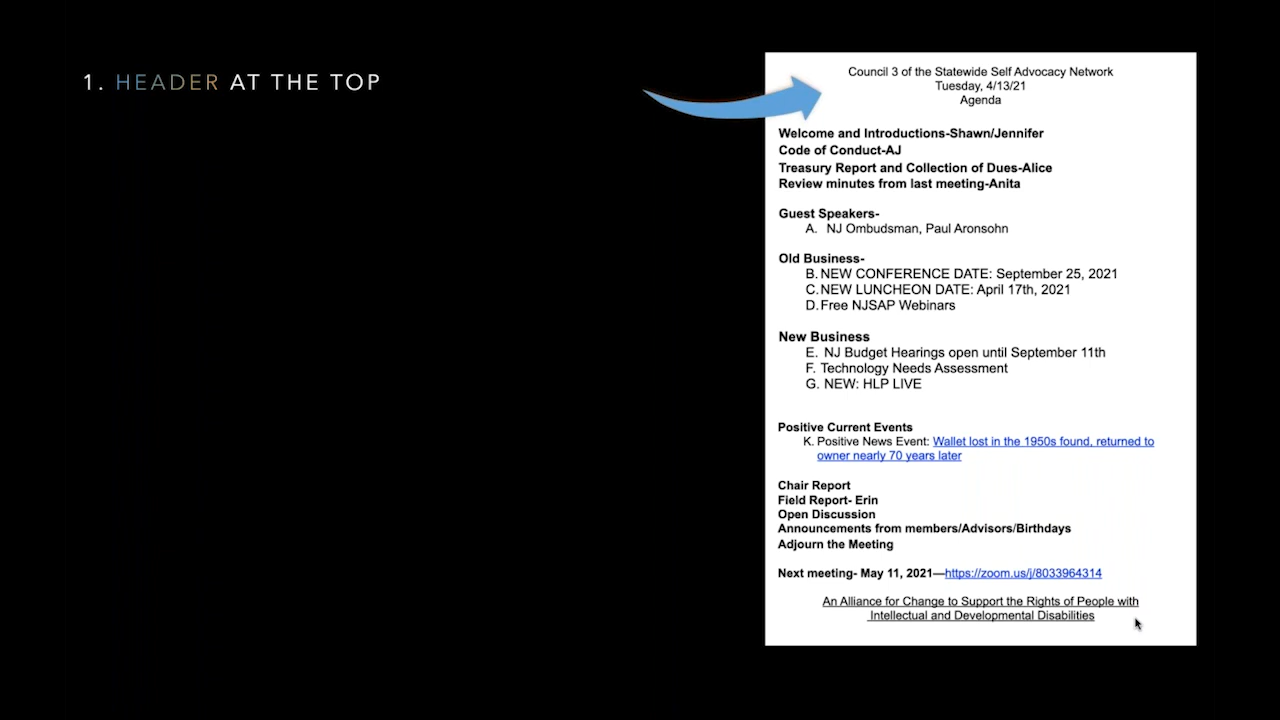 1. HEADER AT THE TOP
Council 3 of the Statewide Self Advocacy Network
Tuesday, 4/13/21
Agenda
Welcome and Introductions-Shawn/Jennifer
Code of Conduct-AJ
Treasury Report and Collection of Dues-Alice
Review minutes from last meeting-Anita
Guest Speakers-
A. NJ Ombudsman, Paul Aronsohn
Old Business-
B. NEW CONFERENCE DATE: September 25, 2021
C. NEW LUNCHEON DATE: April 17th, 2021
D. Free NJSAP Webinars
New Business
E. NJ Budget Hearings open until September 11th
F. Technology Needs Assessment
G. NEW: HLP LIVE
Positive Current Events
K. Positive News Event: Wallet lost in the 1950s found, returned to
owner nearly 70 years later
Chair Report
Field Report- Erin
Open Discussion
Announcements from members/Advisors/Birthdays
Adjourn the Meeting
Next meeting- May 11, 2021—https://zoom.us/j/8033964314
An Alliance for Change to Support the Rights of People with
Intellectual and Developmental Disabilities